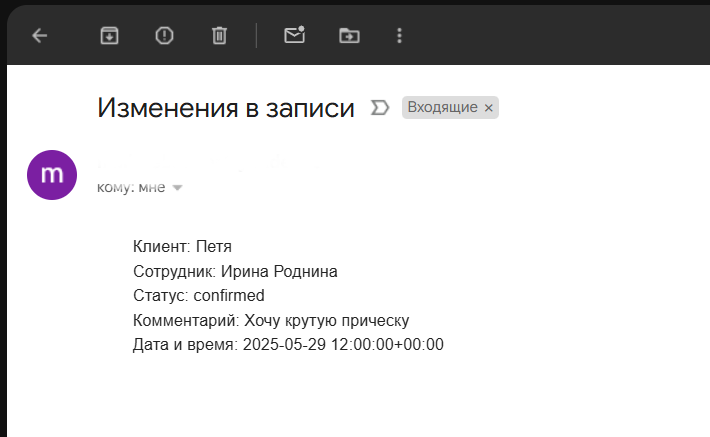 Изменения в записи
Входящие ×
m
кому: мне
Клиент: Петя
Сотрудник: Ирина Роднина
Статус: confirmed
Комментарий: Хочу крутую прическу
Дата и время: 2025-05-29 12:00:00+00:00